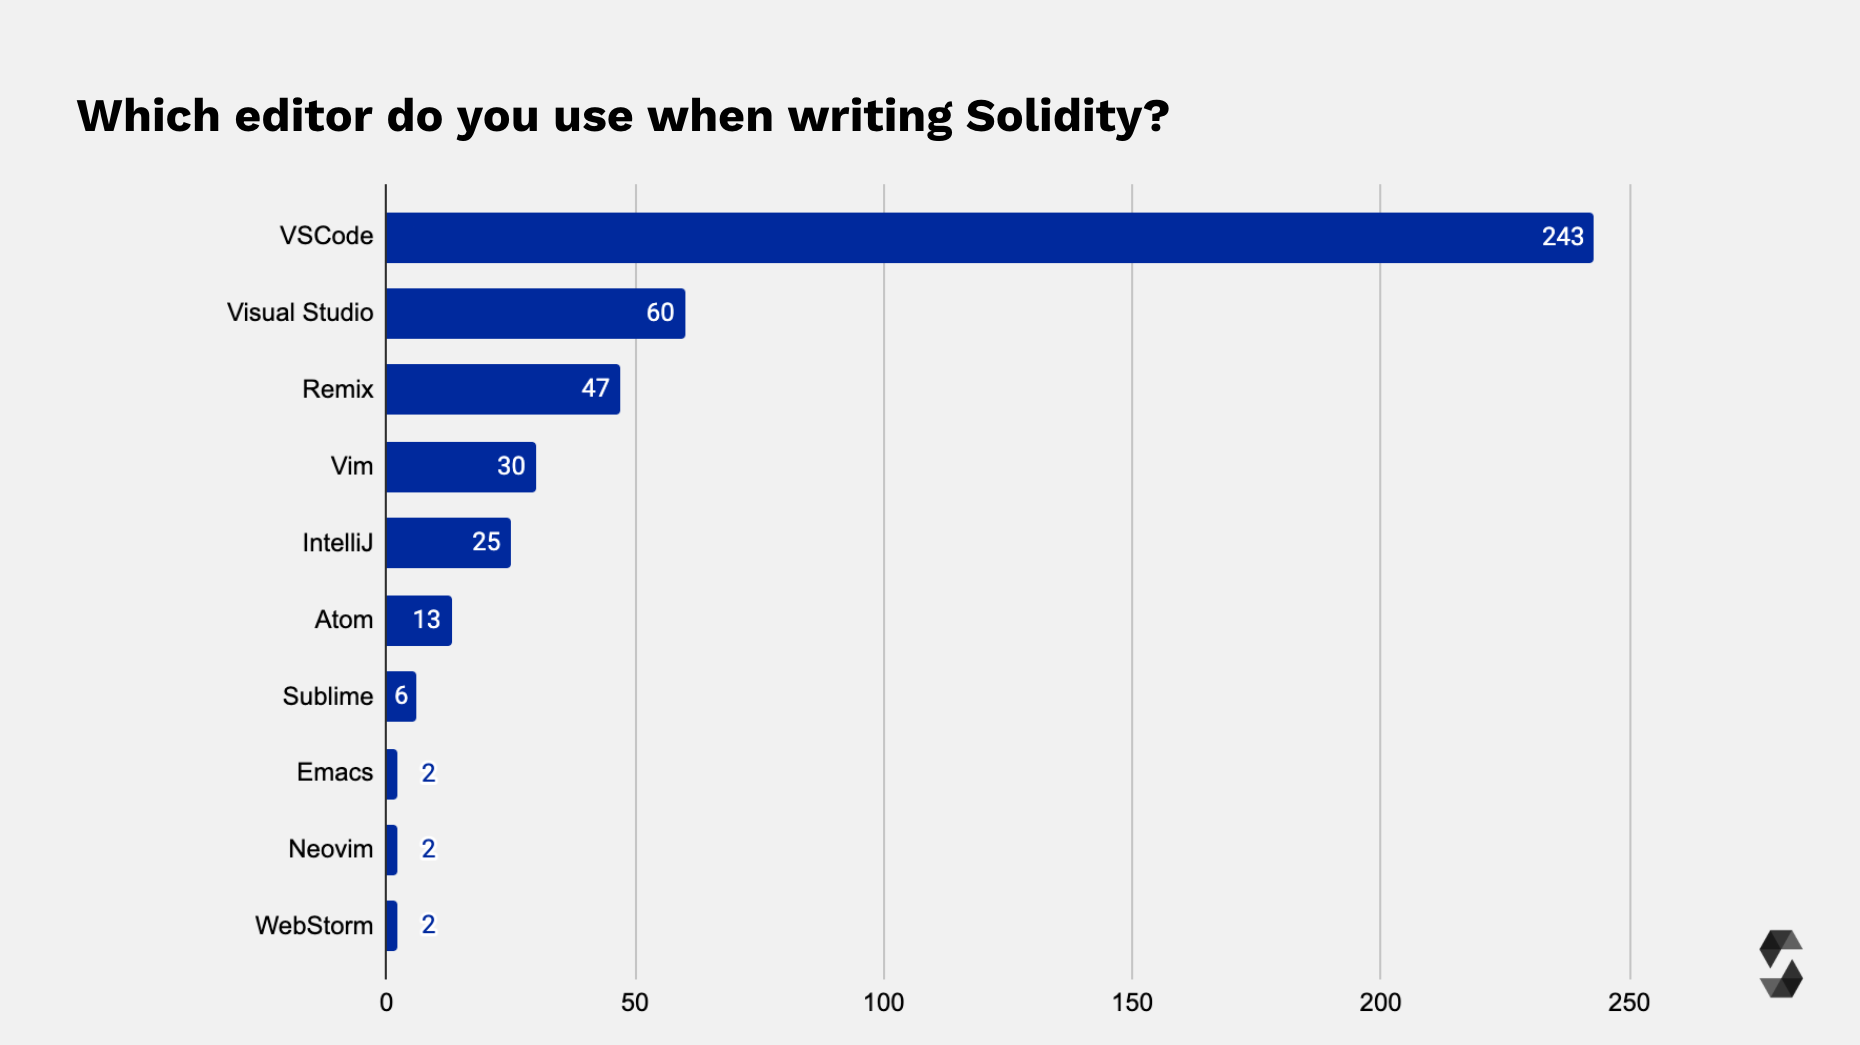 Which editor do you use when writing Solidity?
VSCode 243
Visual Studio 60
Remix 47
Vim 30
IntelliJ 25
Atom 13
Sublime 6
Emacs 2
Neovim 2
WebStorm 2
0 50 100 150 200 250